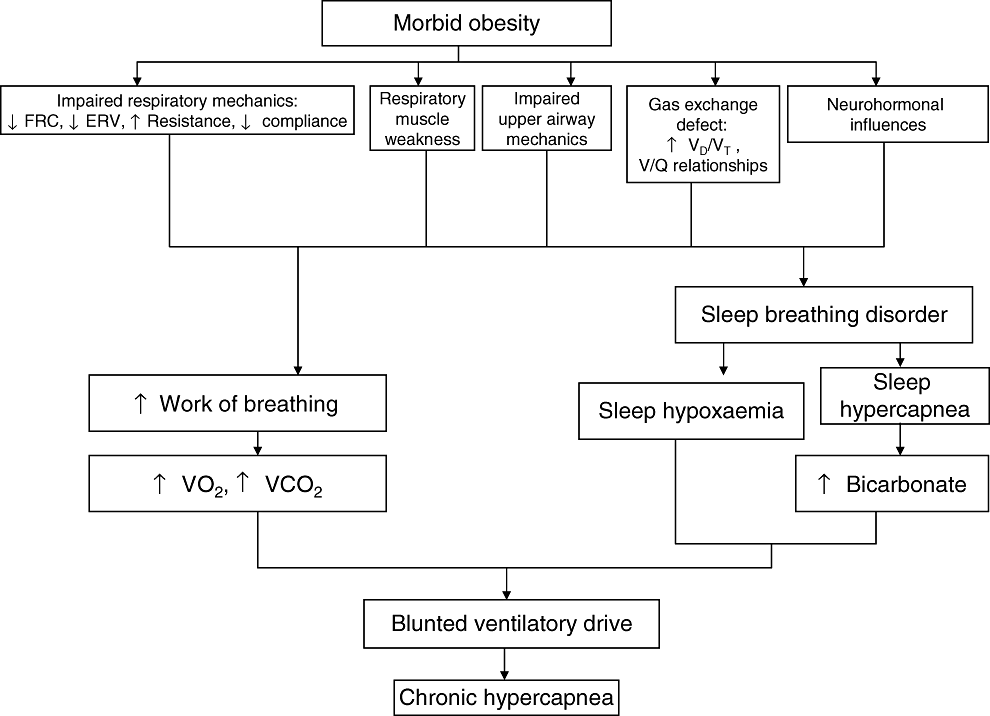 Morbid obesity
Impaired respiratory mechanics:
↓ FRC, ↓ ERV, ↑ Resistance, ↓ compliance
Respiratory
muscle
weakness
Impaired
upper airway
mechanics
Gas exchange
defect:
↑ VD/VT ,
V/Q relationships
Neurohormonal
influences
Sleep breathing disorder
↑ Work of breathing
Sleep hypoxaemia
Sleep
hypercapnea
↑ VO2, ↑ VCO2
↑ Bicarbonate
Blunted ventilatory drive
Chronic hypercapnea